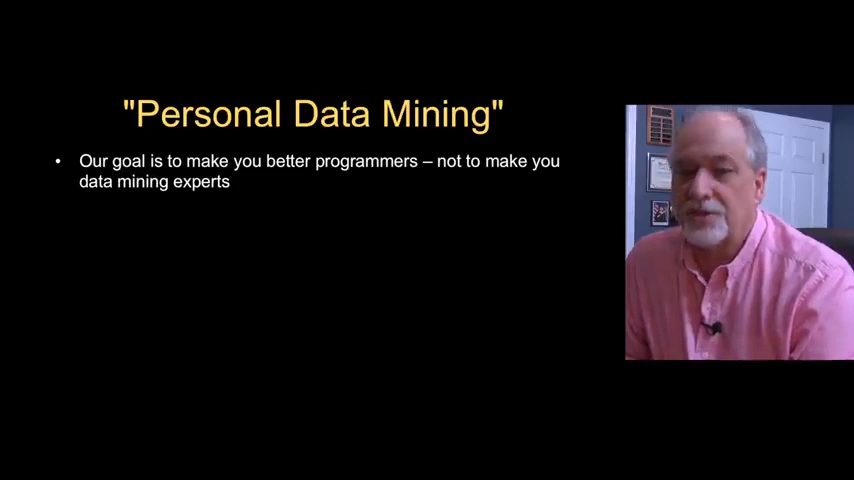 "Personal Data Mining"
• Our goal is to make you better programmers – not to make you
data mining experts